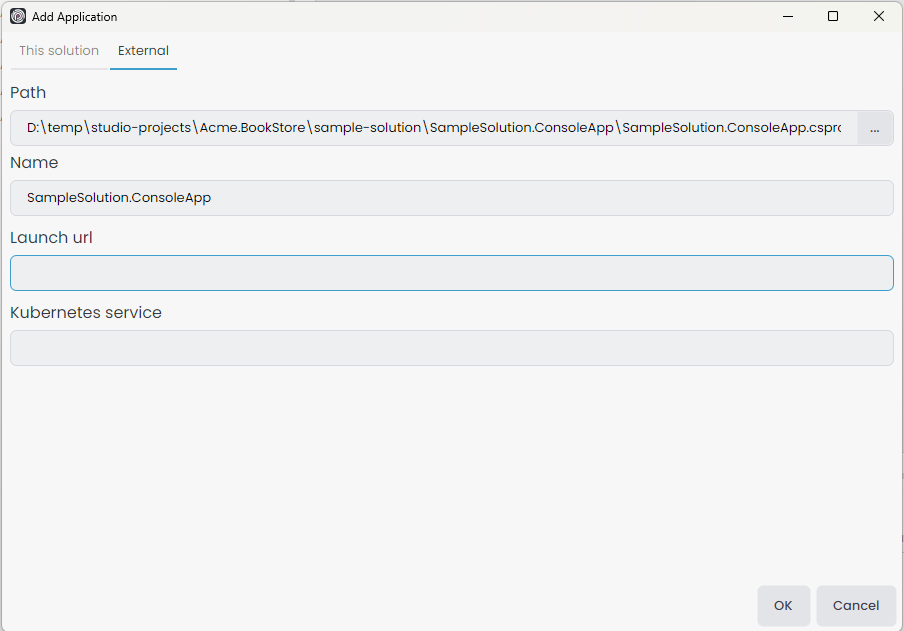 Add Application
This solution External
Path
D:\temp\studio-projects\Acme.BookStore\sample-solution\SampleSolution.ConsoleApp\SampleSolution.ConsoleApp.cspro
...
Name
SampleSolution.ConsoleApp
Launch url
Kubernetes service
OK Cancel